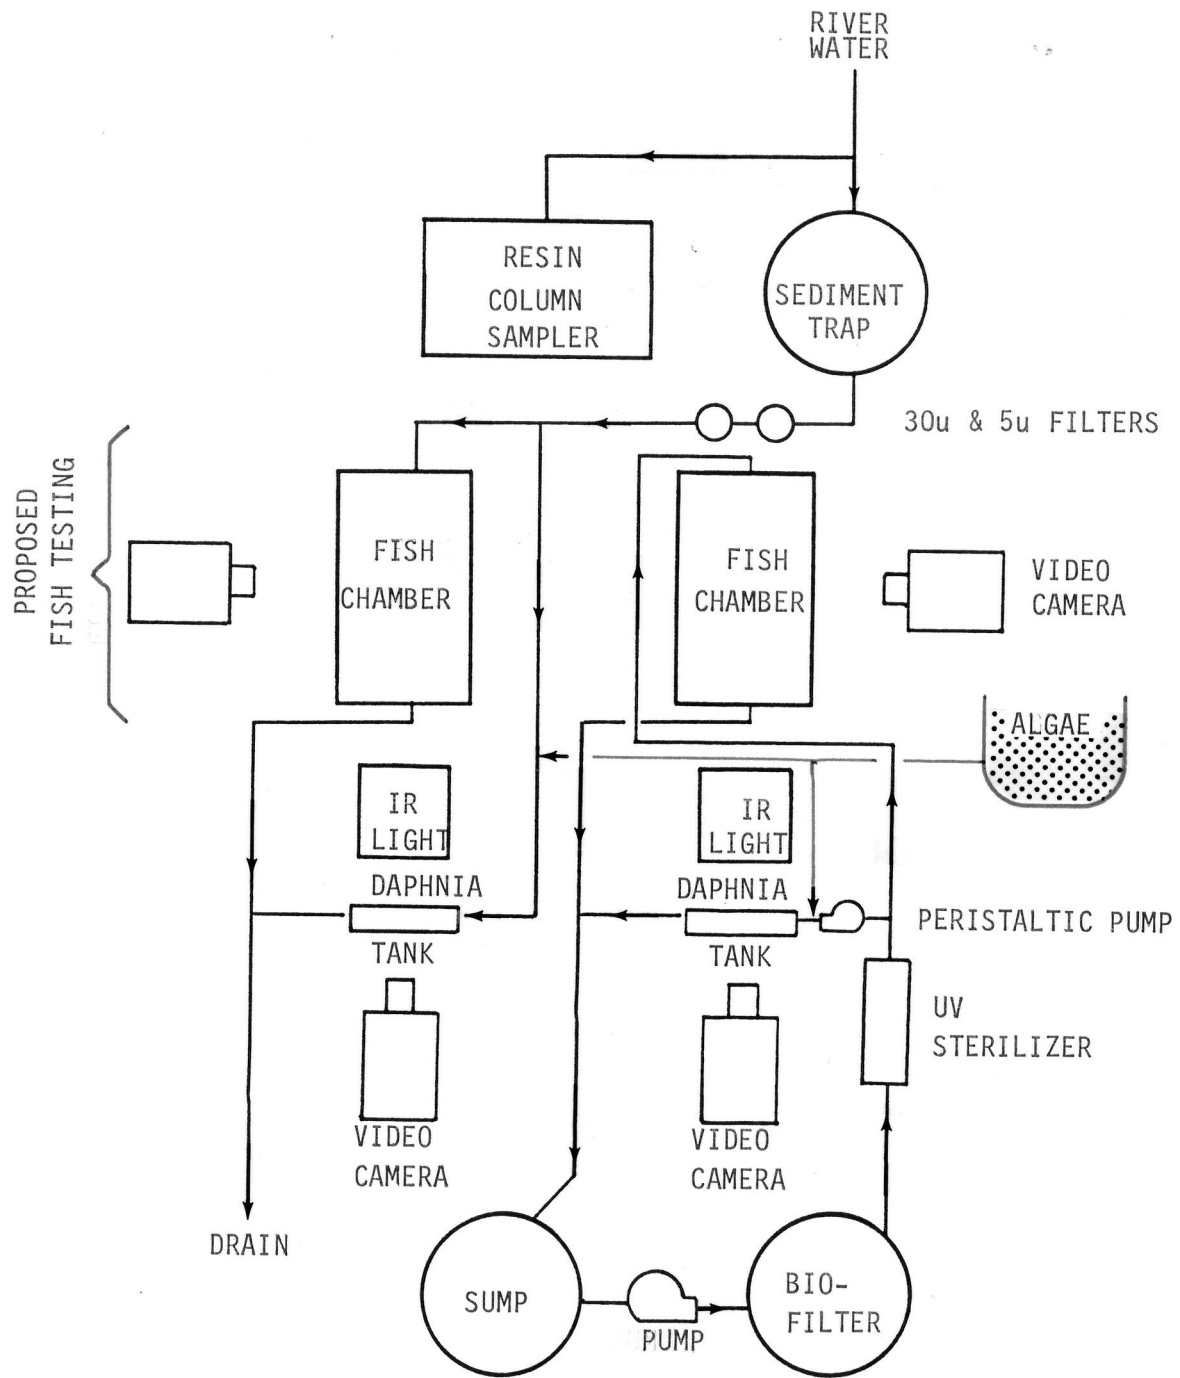 RIVER
WATER
RESIN
COLUMN
SAMPLER
SEDIMENT
TRAP
30u & 5u FILTERS
PROPOSED
FISH TESTING
FISH
CHAMBER
FISH
CHAMBER
VIDEO
CAMERA
ALGAE
IR
LIGHT
IR
LIGHT
DAPHNIA
TANK
DAPHNIA
TANK
PERISTALTIC PUMP
UV
STERILIZER
VIDEO
CAMERA
VIDEO
CAMERA
DRAIN
SUMP
PUMP
BIO-
FILTER